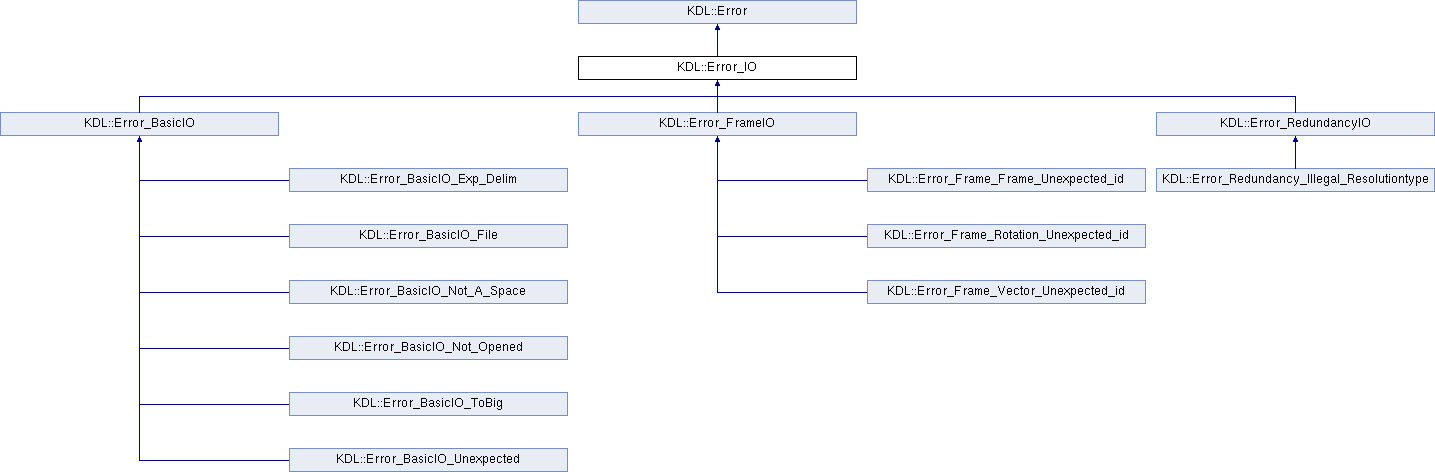 KDL::Error
KDL::Error_IO
KDL::Error_BasicIO
KDL::Error_FrameIO
KDL::Error_RedundancyIO
KDL::Error_BasicIO_Exp_Delim
KDL::Error_Frame_Frame_Unexpected_id
KDL::Error_Redundancy_Illegal_Resolutiontype
KDL::Error_BasicIO_File
KDL::Error_Frame_Rotation_Unexpected_id
KDL::Error_BasicIO_Not_A_Space
KDL::Error_Frame_Vector_Unexpected_id
KDL::Error_BasicIO_Not_Opened
KDL::Error_BasicIO_ToBig
KDL::Error_BasicIO_Unexpected